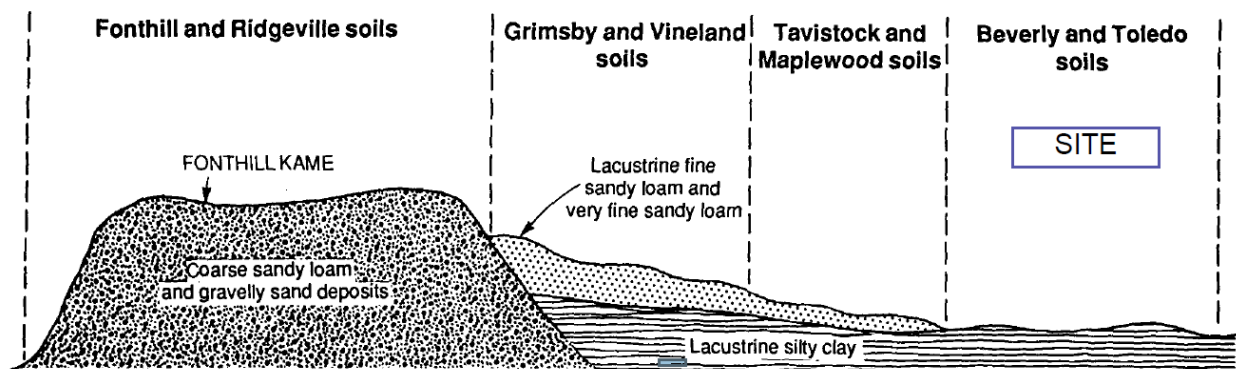 Fonthill and Ridgeville soils
Grimsby and Vineland
soils
Tavistock and
Maplewood soils
Beverly and Toledo
soils
SITE
FONTHILL KAME
Lacustrine fine
sandy loam and
very fine sandy loam
Coarse sandy loam
and gravelly sand deposits
Lacustrine silty clay